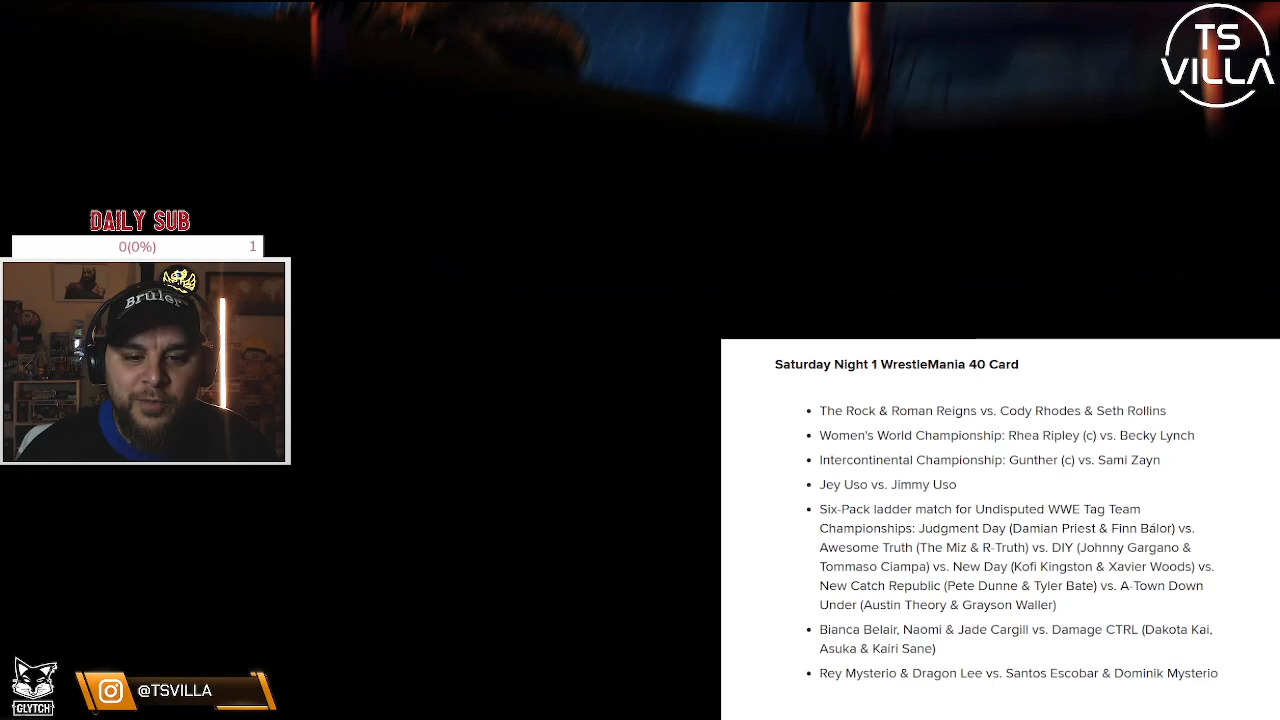 TS
VILLA
DAILY SUB
0(0%) 1
Brüler
Saturday Night 1 WrestleMania 40 Card
• The Rock & Roman Reigns vs. Cody Rhodes & Seth Rollins
• Women's World Championship: Rhea Ripley (c) vs. Becky Lynch
• Intercontinental Championship: Gunther (c) vs. Sami Zayn
• Jey Uso vs. Jimmy Uso
• Six-Pack ladder match for Undisputed WWE Tag Team
Championships: Judgment Day (Damian Priest & Finn Bálor) vs.
Awesome Truth (The Miz & R-Truth) vs. DIY (Johnny Gargano &
Tommaso Ciampa) vs. New Day (Kofi Kingston & Xavier Woods) vs.
New Catch Republic (Pete Dunne & Tyler Bate) vs. A-Town Down
Under (Austin Theory & Grayson Waller)
• Bianca Belair, Naomi & Jade Cargill vs. Damage CTRL (Dakota Kai,
Asuka & Kairi Sane)
• Rey Mysterio & Dragon Lee vs. Santos Escobar & Dominik Mysterio
GLYTCH
@TSVILLA